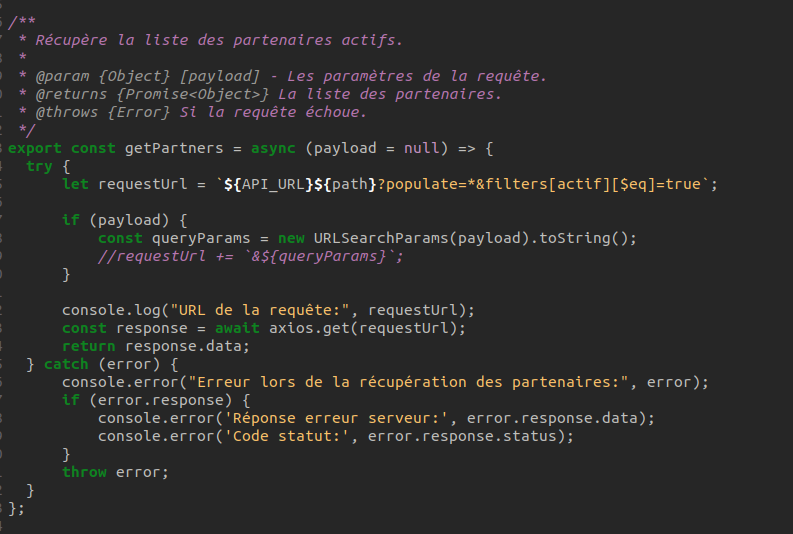 /**
 * Récupère la liste des partenaires actifs.
 *
 * @param {Object} [payload] - Les paramètres de la requête.
 * @returns {Promise<Object>} La liste des partenaires.
 * @throws {Error} Si la requête échoue.
 */
export const getPartners = async (payload = null) => {
  try {
      let requestUrl = `${API_URL}${path}?populate=*&filters[actif][$eq]=true`;

      if (payload) {
          const queryParams = new URLSearchParams(payload).toString();
          //requestUrl += `&${queryParams}`;
      }

      console.log("URL de la requête:", requestUrl);
      const response = await axios.get(requestUrl);
      return response.data;
  } catch (error) {
      console.error("Erreur lors de la récupération des partenaires:", error);
      if (error.response) {
          console.error('Réponse erreur serveur:', error.response.data);
          console.error('Code statut:', error.response.status);
      }
      throw error;
  }
};